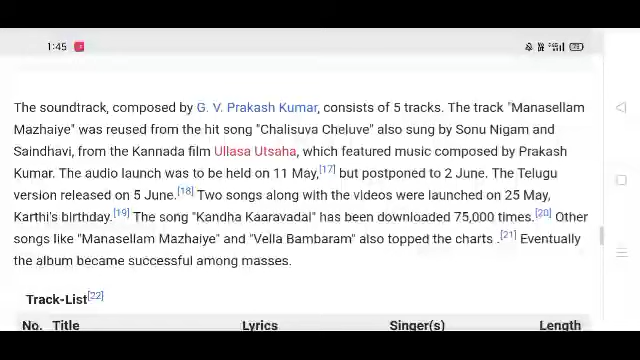 1:45
The soundtrack, composed by G. V. Prakash Kumar, consists of 5 tracks. The track "Manasellam
Mazhaiye" was reused from the hit song "Chalisuva Cheluve" also sung by Sonu Nigam and
Saindhavi, from the Kannada film Ullasa Utsaha, which featured music composed by Prakash
Kumar. The audio launch was to be held on 11 May,[17] but postponed to 2 June. The Telugu
version released on 5 June.[18] Two songs along with the videos were launched on 25 May,
Karthi's birthday.[19] The song "Kandha Kaaravadai" has been downloaded 75,000 times.[20] Other
songs like "Manasellam Mazhaiye" and "Vella Bambaram" also topped the charts .[21] Eventually
the album became successful among masses.
Track-List[22]
No. Title Lyrics Singer(s) Length